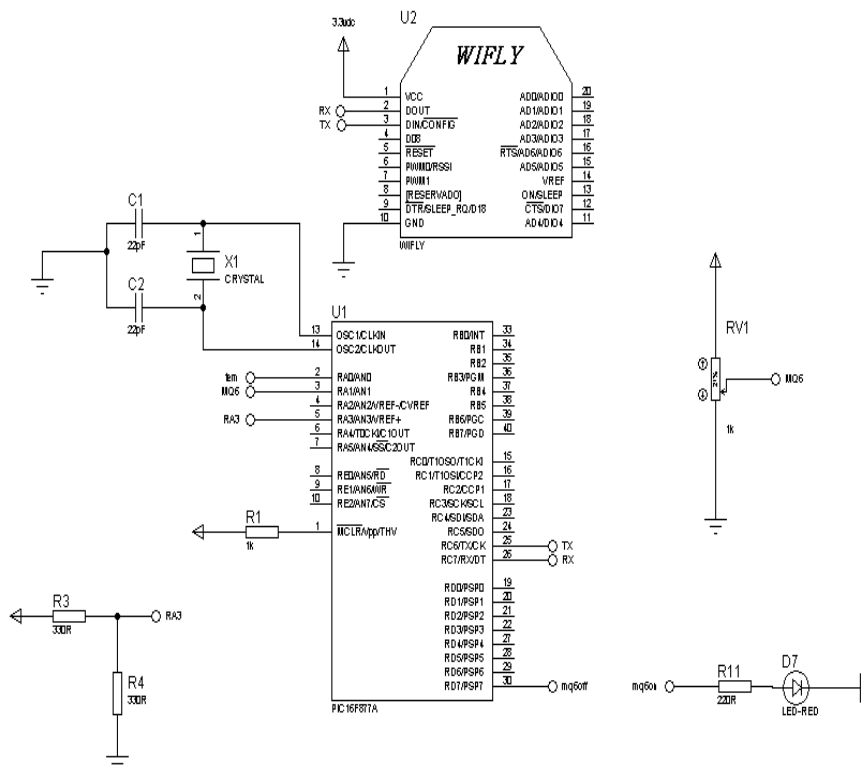 U2
3.3vdc
WIFLY
1 VCC AD0/ADIO0 20
RX 2 DOUT AD1/ADIO1 19
TX 3 DIN/CONFIG AD2/ADIO2 18
4 DO8 AD3/ADIO3 17
5 RESET RTS/AD6/ADIO6 16
6 PWM0/RSSI AD5/ADIO5 15
7 PWM1 VREF 14
8 [RESERVADO] ON/SLEEP 13
9 DTR/SLEEP_RQ/D18 CTS/DIO7 12
10 GND AD4/DIO4 11
WIFLY
C1
22pF
1
X1
CRYSTAL
2
C2
22pF
U1
13 OSC1/CLKIN RB0/INT 33
14 OSC2/CLKOUT RB1 34
RB2 35
tem 2 RA0/AN0 RB3/PGM 36
MQ6 3 RA1/AN1 RB4 37
4 RA2/AN2/VREF-/CVREF RB5 38
RA3 5 RA3/AN3/VREF+ RB6/PGC 39
6 RA4/T0CKI/C1OUT RB7/PGD 40
7 RA5/AN4/SS/C2OUT
RC0/T1OSO/T1CKI 15
8 RE0/AN5/RD RC1/T1OSI/CCP2 16
9 RE1/AN6/WR RC2/CCP1 17
10 RE2/AN7/CS RC3/SCK/SCL 18
RC4/SDI/SDA 23
1 MCLR/Vpp/THV RC5/SDO 24
RC6/TX/CK 25 TX
RC7/RX/DT 26 RX
RD0/PSP0 19
RD1/PSP1 20
RD2/PSP2 21
RD3/PSP3 22
RD4/PSP4 27
RD5/PSP5 28
RD6/PSP6 29
RD7/PSP7 30 mq6off
PIC16F877A
R1
1k
R3
330R
RA3
R4
330R
RV1
MQ6
1k
mq6on
R11
220R
D7
LED-RED